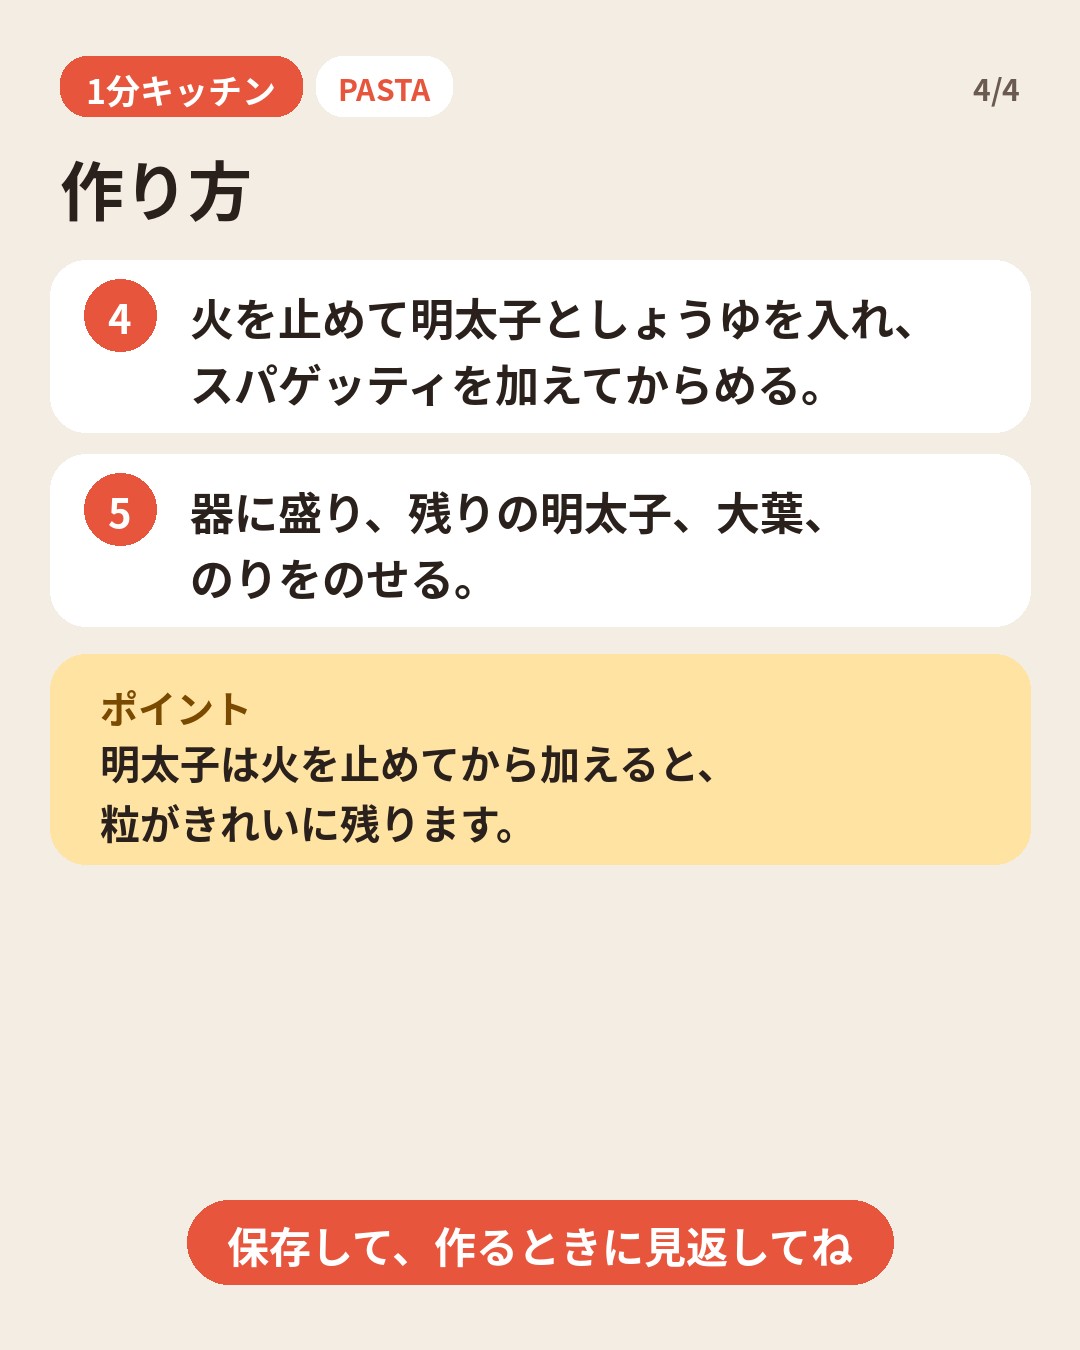 1分キッチン
PASTA
4/4
作り方
4
火を止めて明太子としょうゆを入れ、
スパゲッティを加えてからめる。
5
器に盛り、残りの明太子、大葉、
のりをのせる。
ポイント
明太子は火を止めてから加えると、
粒がきれいに残ります。
保存して、作るときに見返してね